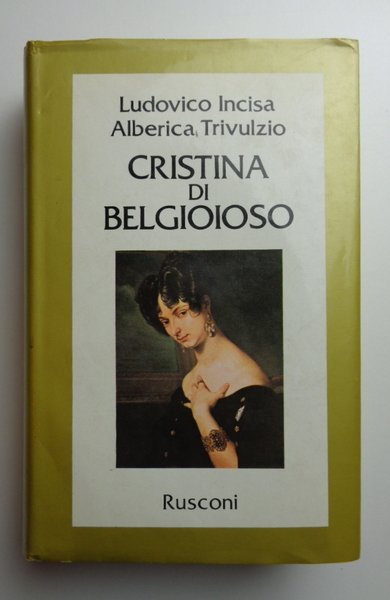 Ludovico Incisa
Alberica Trivulzio
CRISTINA
DI
BELGIOIOSO
Rusconi